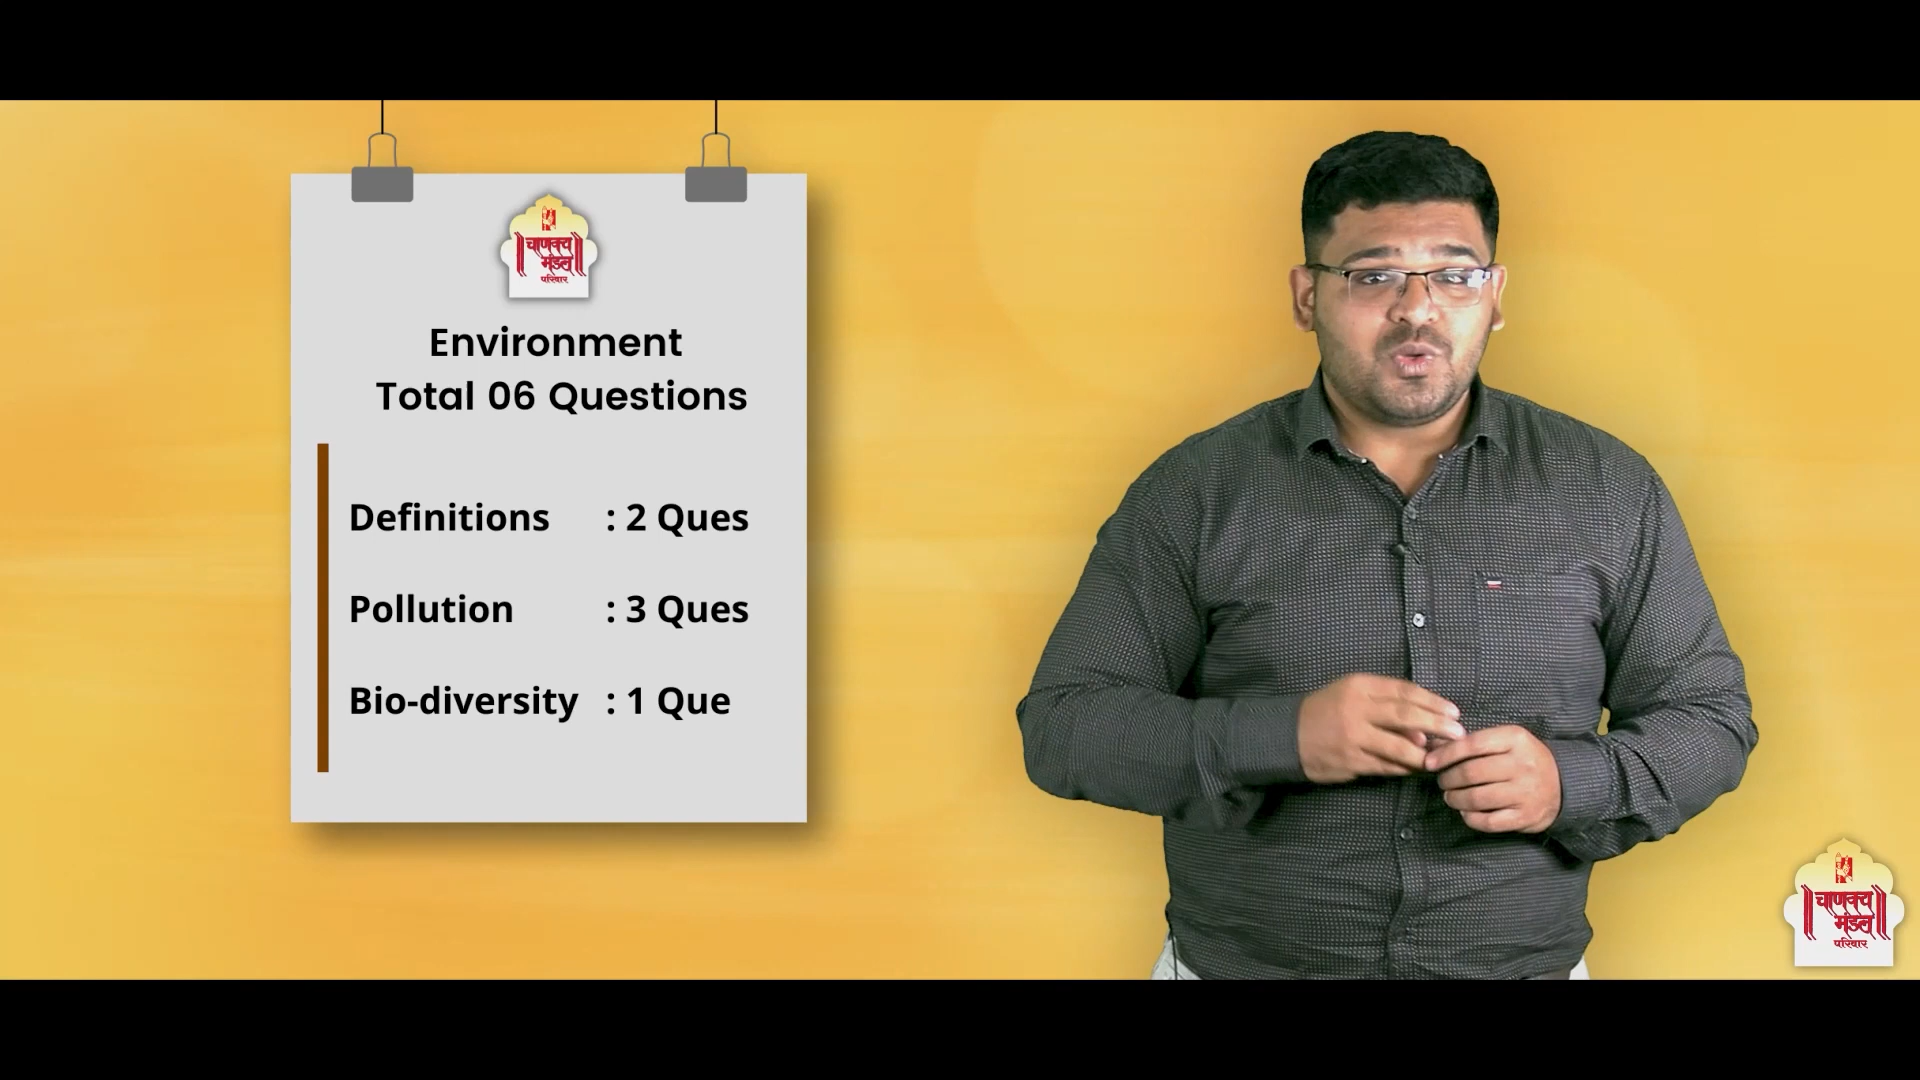 चाणक्य
मंडल
परिवार
Environment
Total 06 Questions
Definitions : 2 Ques
Pollution : 3 Ques
Bio-diversity : 1 Que
चाणक्य
मंडल
परिवार